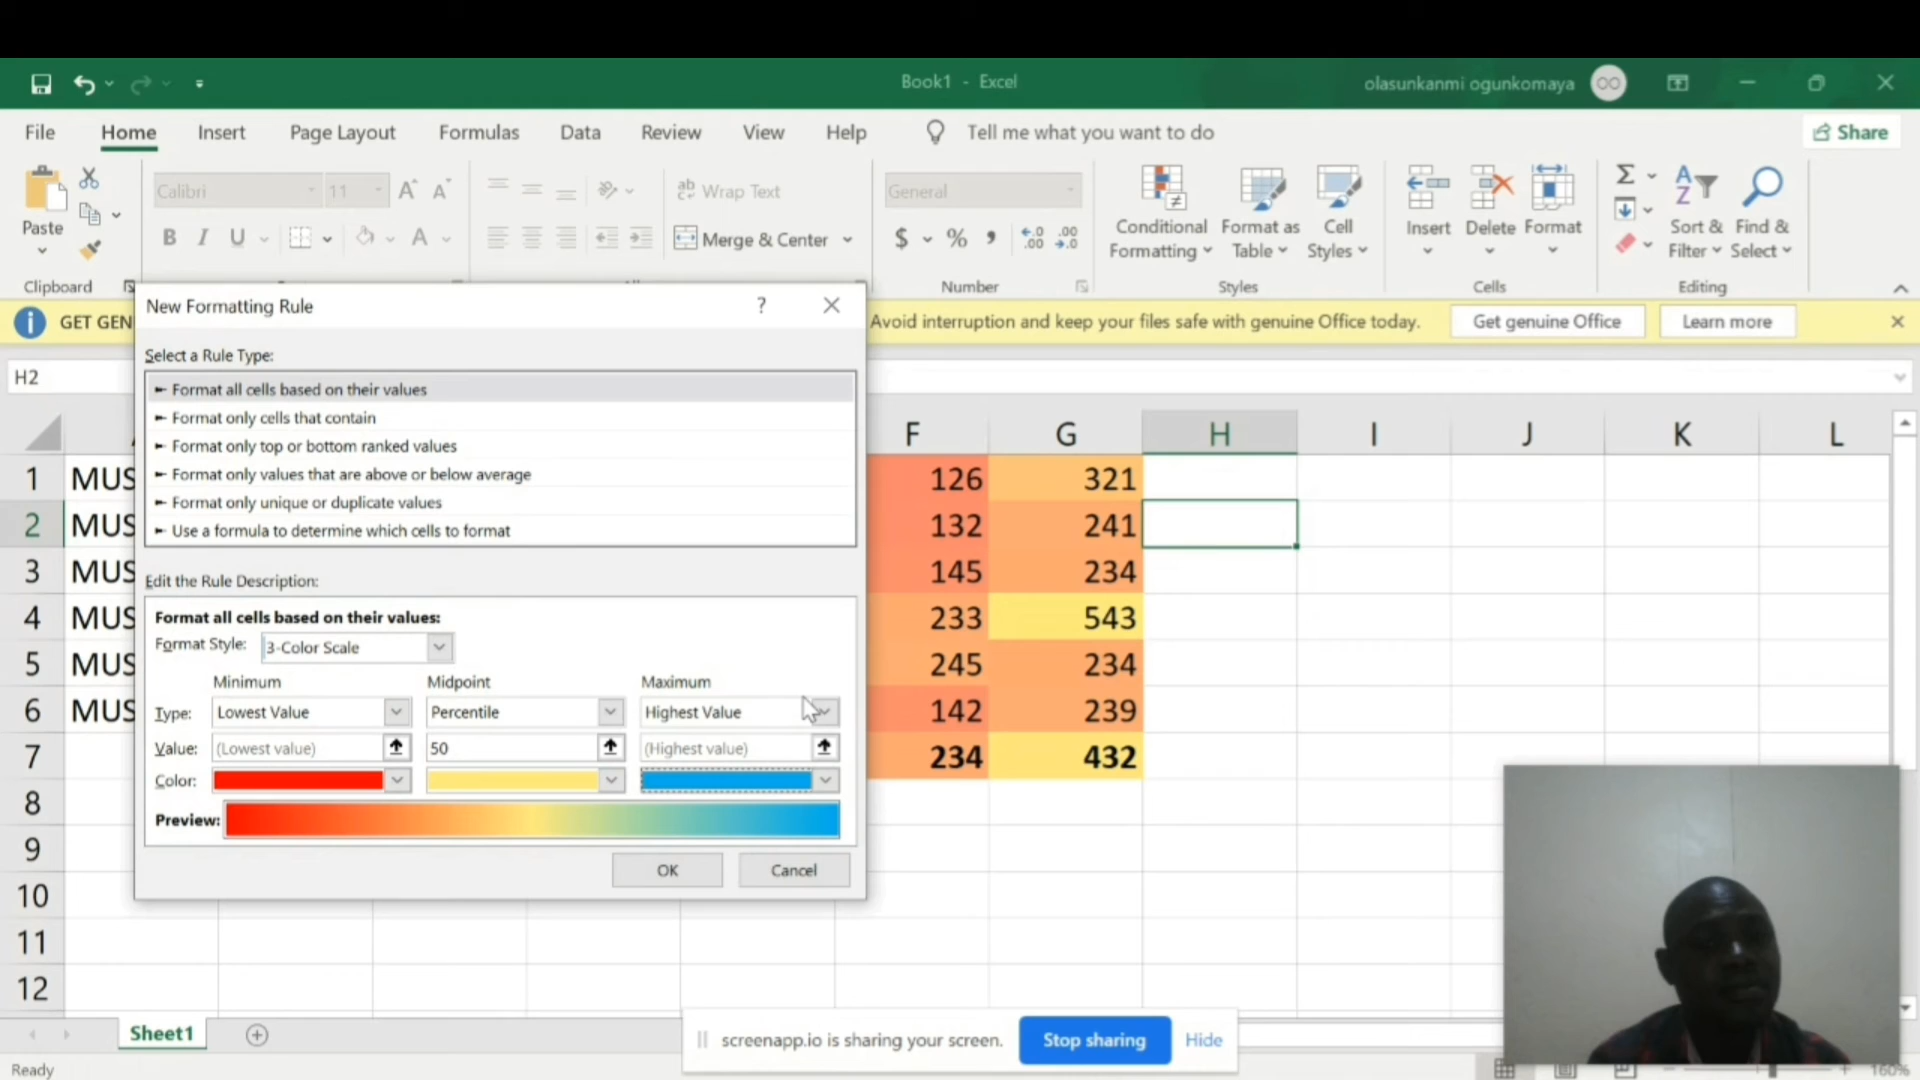 Book1 - Excel
olasunkanmi ogunkomaya
OO
File Home Insert Page Layout Formulas Data Review View Help Tell me what you want to do Share
Paste
Calibri 11
B I U
Wrap Text
Merge & Center
General
$ % ,
Conditional Formatting
Format as Table
Cell Styles
Insert Delete Format
Sort & Filter
Find & Select
Clipboard Number Styles Cells Editing
GET GEN
Avoid interruption and keep your files safe with genuine Office today. Get genuine Office Learn more
H2
New Formatting Rule ?
Select a Rule Type:
Format all cells based on their values
Format only cells that contain
Format only top or bottom ranked values
Format only values that are above or below average
Format only unique or duplicate values
Use a formula to determine which cells to format
Edit the Rule Description:
Format all cells based on their values:
Format Style: 3-Color Scale
Minimum Midpoint Maximum
Type: Lowest Value Percentile Highest Value
Value: (Lowest value) 50 (Highest value)
Color:
Preview:
OK Cancel
F G H I J K L
1 MUS 126 321
2 MUS 132 241
3 MUS 145 234
4 MUS 233 543
5 MUS 245 234
6 MUS 142 239
7 234 432
8
9
10
11
12
Sheet1
screenapp.io is sharing your screen. Stop sharing Hide
Ready
160%